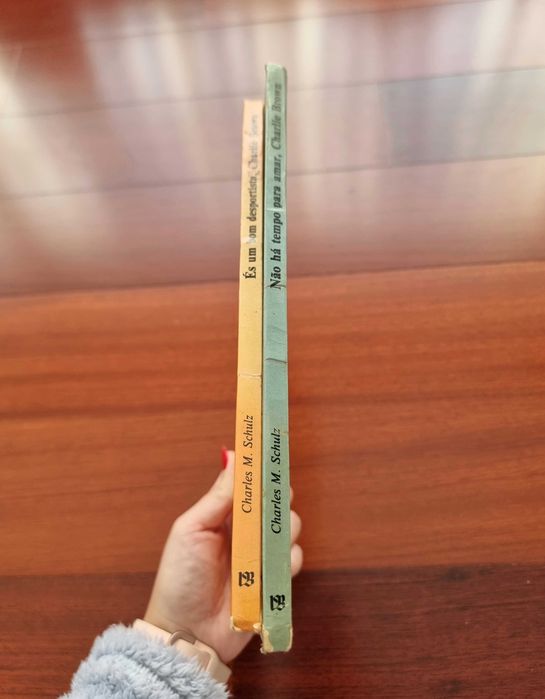 Charles M. Schulz És um bom desportista, Charlie Brown
Charles M. Schulz Não há tempo para amar, Charlie Brown